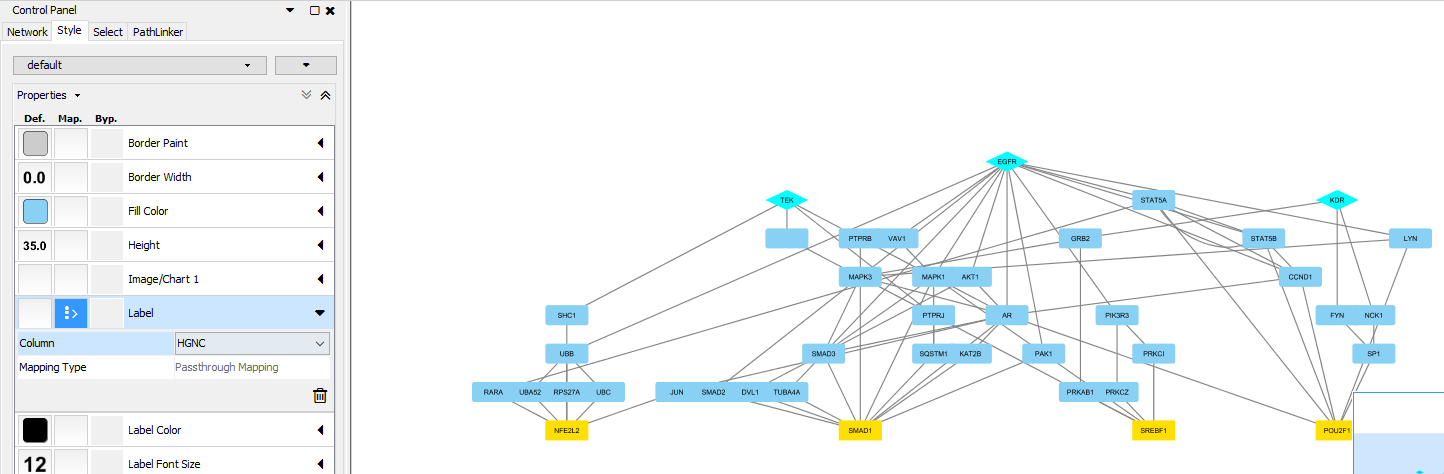 Control Panel
Network Style Select PathLinker
default
Properties
Def. Map. Byp.
Border Paint
0.0 Border Width
Fill Color
35.0 Height
Image/Chart 1
Label
Column HGNC
Mapping Type Passthrough Mapping
Label Color
12 Label Font Size
EGFR
TEK STAT5A KDR
PTPRB VAV1 GRB2 STAT5B LYN
MAPK3 MAPK1 AKT1 CCND1
SHC1 PTPRJ AR PIK3R3 FYN NCK1
UBB SMAD3 SQSTM1 KAT2B PAK1 PRKCI SP1
RARA UBA52 RPS27A UBC JUN SMAD2 DVL1 TUBA4A PRKAB1 PRKCZ
NFE2L2 SMAD1 SREBF1 POU2F1